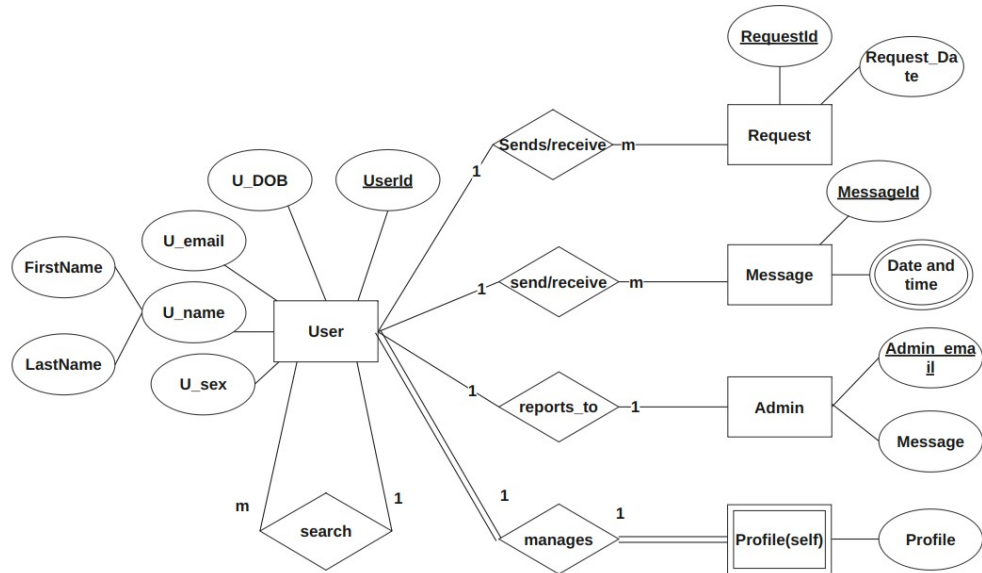 RequestId
Request_Da
te
Sends/receive
m
Request
1
U_DOB
UserId
MessageId
U_email
FirstName
Date and
time
send/receive
m
Message
1
U_name
User
LastName
U_sex
Admin_ema
il
1
reports_to
1
Admin
Message
m
1
search
1
1
manages
Profile(self)
Profile